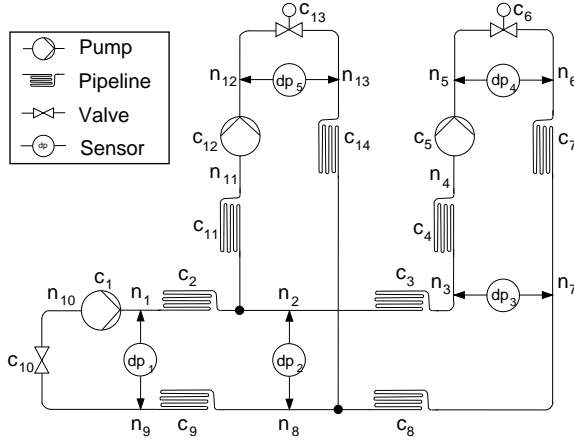 c13
c6
Pump
Pipeline
Valve
dp Sensor
n12 dp5 n13
n5 dp4 n6
c12 c14
c5 c7
n11
n4
c11
c4
c1 c2 c3
n10 n1 n2 n3 dp3 n7
c10 dp1 dp2
n9 c9 n8 c8